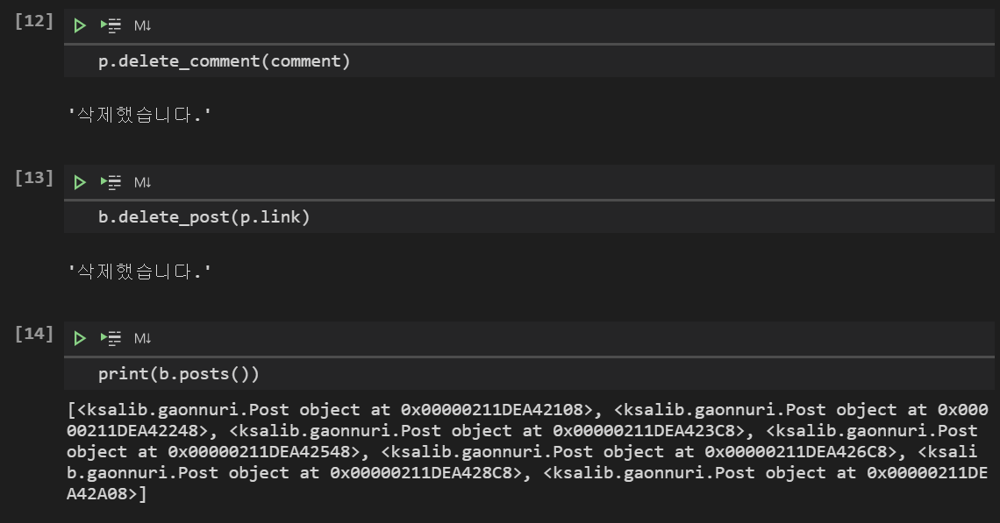 [12]
M↓
p.delete_comment(comment)
'삭제했습니다.'
[13]
M↓
b.delete_post(p.link)
'삭제했습니다.'
[14]
M↓
print(b.posts())
[<ksalib.gaonnuri.Post object at 0x00000211DEA42108>, <ksalib.gaonnuri.Post object at 0x000
00211DEA42248>, <ksalib.gaonnuri.Post object at 0x00000211DEA423C8>, <ksalib.gaonnuri.Post
object at 0x00000211DEA42548>, <ksalib.gaonnuri.Post object at 0x00000211DEA426C8>, <ksali
b.gaonnuri.Post object at 0x00000211DEA428C8>, <ksalib.gaonnuri.Post object at 0x00000211DE
A42A08>]